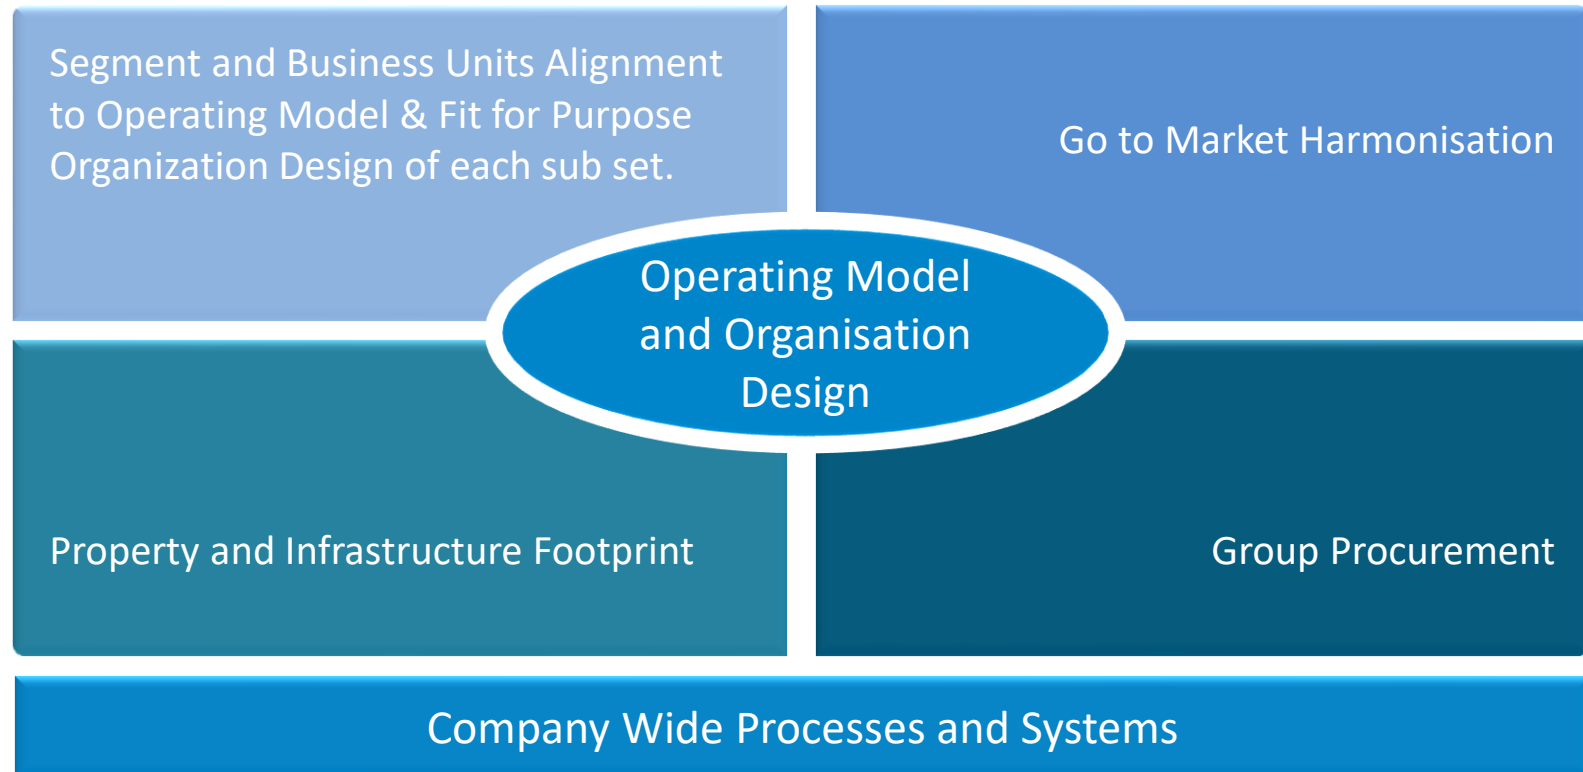 Segment and Business Units Alignment
to Operating Model & Fit for Purpose
Organization Design of each sub set.
Go to Market Harmonisation
Operating Model
and Organisation
Design
Property and Infrastructure Footprint
Group Procurement
Company Wide Processes and Systems